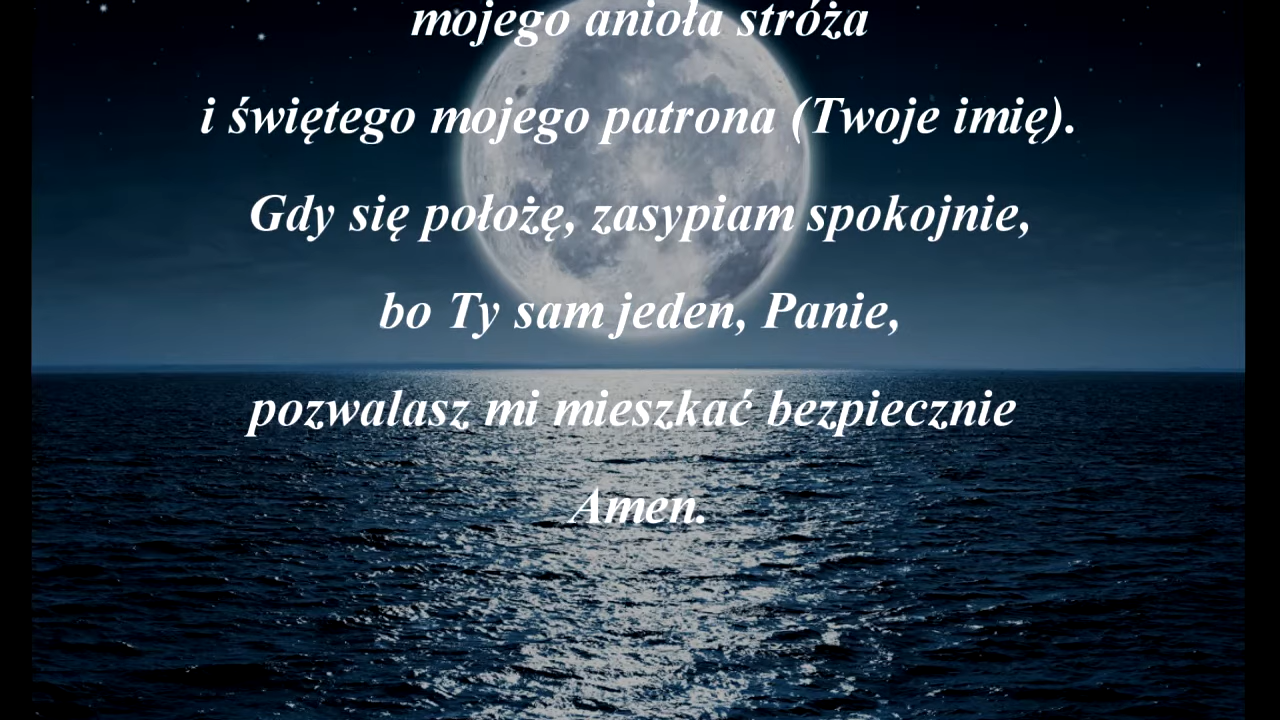 mojego anioła stróża
i świętego mojego patrona (Twoje imię).
Gdy się położę, zasypiam spokojnie,
bo Ty sam jeden, Panie,
pozwalasz mi mieszkać bezpiecznie
Amen.